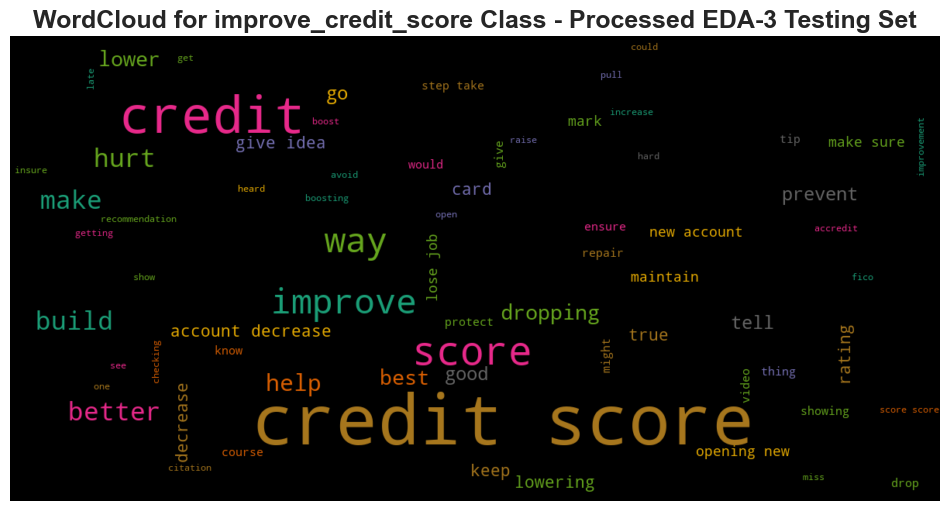 WordCloud for improve_credit_score Class - Processed EDA-3 Testing Set
could
lower
get
late
pull
step take
go
credit
increase
boost
mark
give idea
raise
tip
make sure
improvement
hurt
give
hard
would
insure
avoid
heard
card
make
boosting
prevent
open
recommendation
getting
ensure
new account
accredit
way
lose job
repair
show
maintain
fico
improve
build
account decrease
protect
dropping
tell
true
know
score
might
rating
checking
see
help
best
good
thing
video
one
better
decrease
credit score
showing
score score
course
opening new
citation
keep
lowering
miss
drop